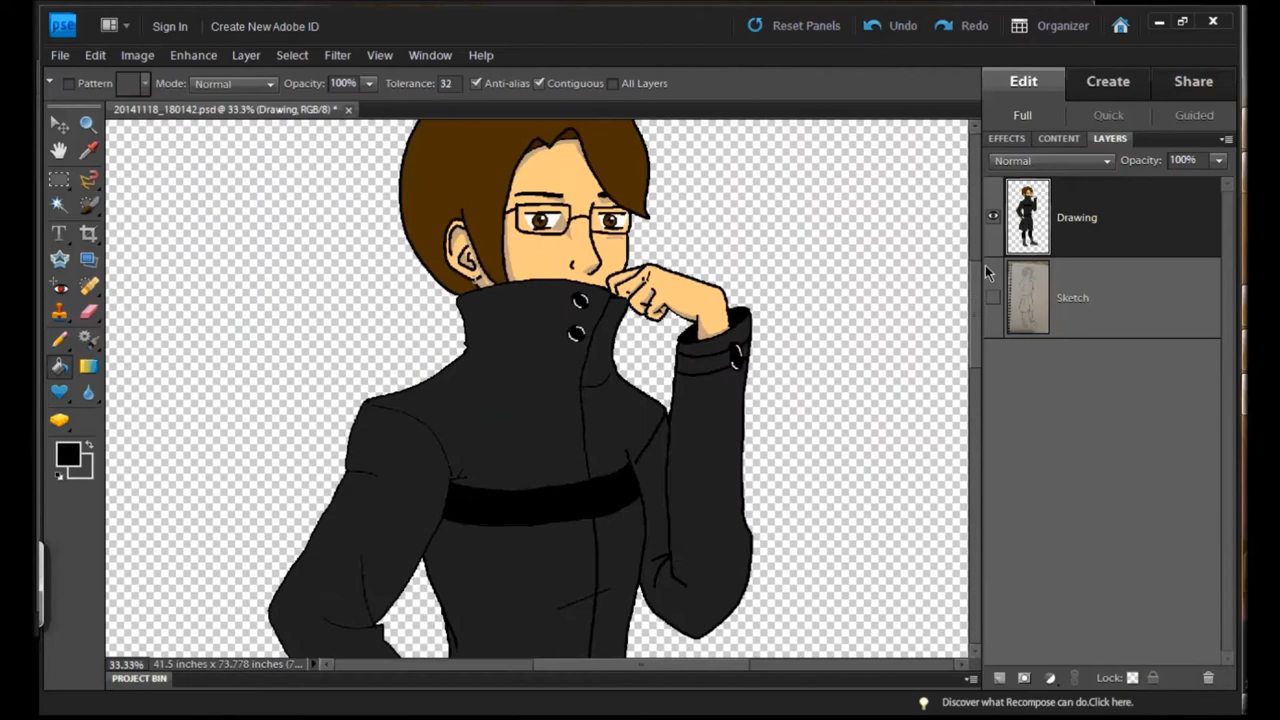 pse Sign In Create New Adobe ID Reset Panels Undo Redo Organizer
File Edit Image Enhance Layer Select Filter View Window Help
Pattern Mode: Normal Opacity: 100% Tolerance: 32 Anti-alias Contiguous All Layers
Edit Create Share
20141118_180142.psd @ 33.3% (Drawing, RGB/8) *
Full Quick Guided
EFFECTS CONTENT LAYERS
Normal Opacity: 100%
Drawing
Sketch
T
33.33% 41.5 inches x 73.778 inches (7...
Lock:
PROJECT BIN
Discover what Recompose can do.Click here.